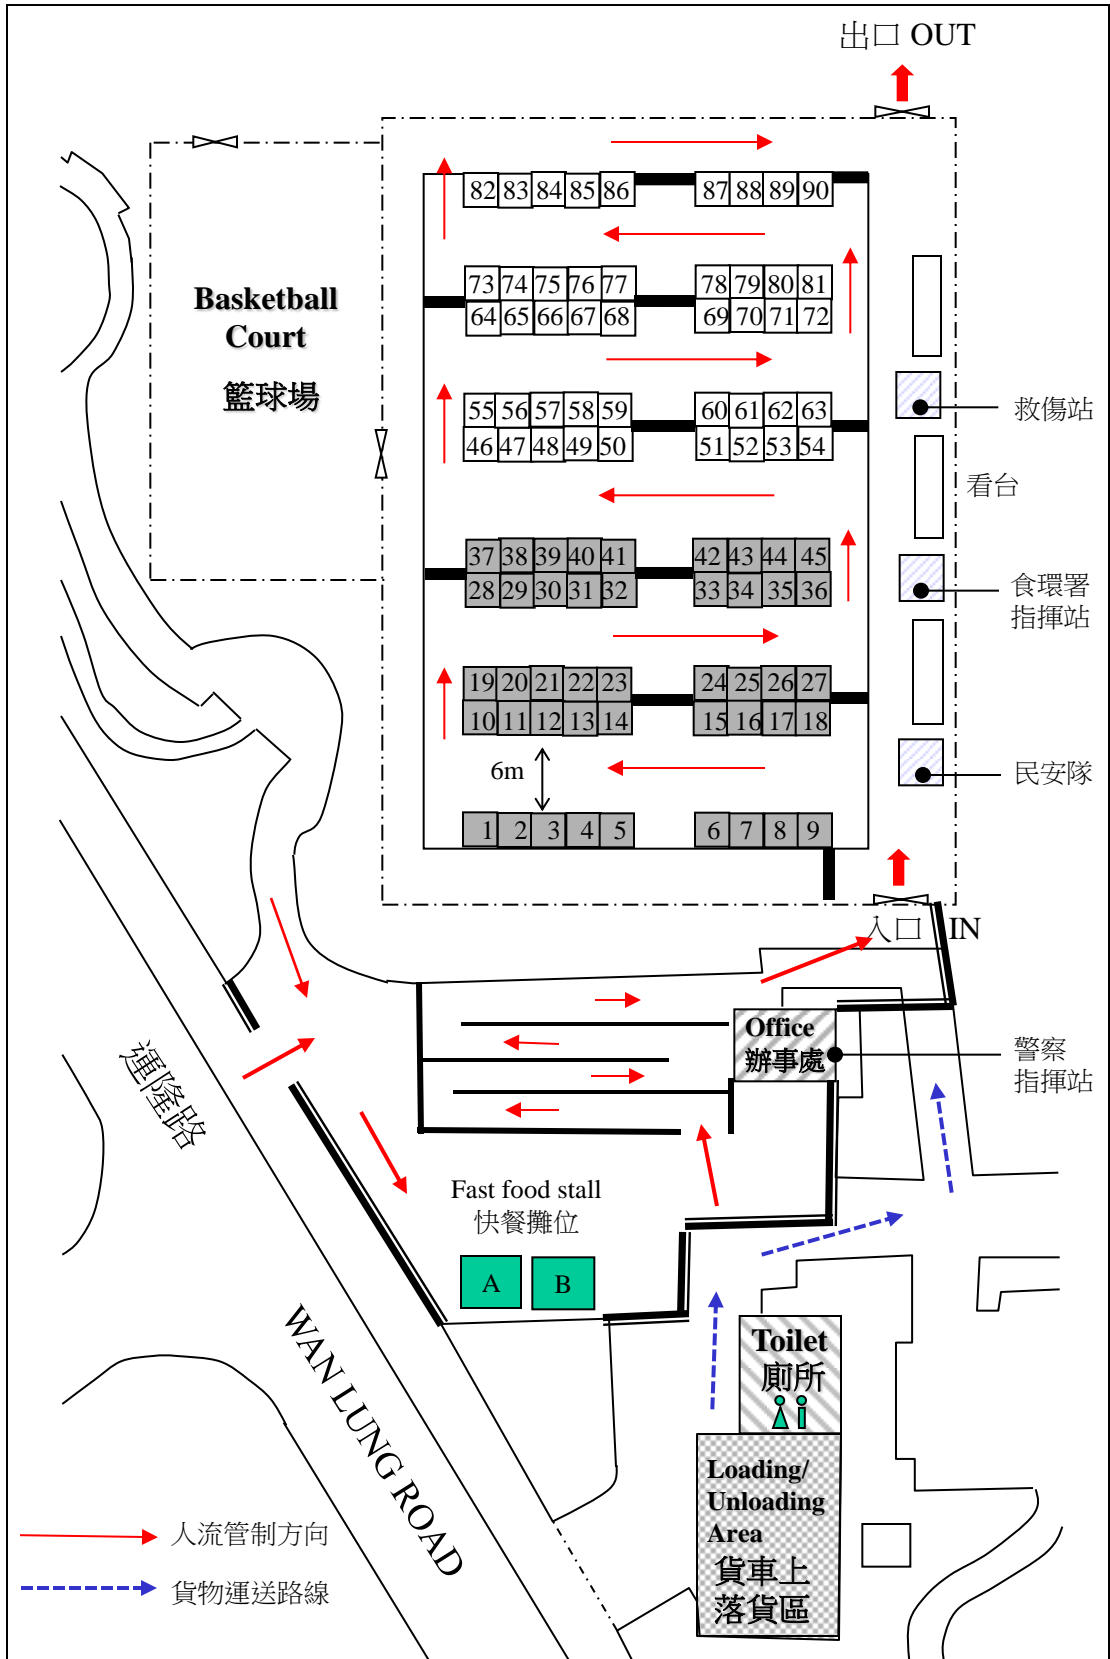 出口 OUT
82 83 84 85 86 87 88 89 90
73 74 75 76 77 78 79 80 81
64 65 66 67 68 69 70 71 72
Basketball
Court
籃球場
55 56 57 58 59 60 61 62 63
46 47 48 49 50 51 52 53 54
救傷站
看台
37 38 39 40 41 42 43 44 45
28 29 30 31 32 33 34 35 36
食環署
指揮站
19 20 21 22 23 24 25 26 27
10 11 12 13 14 15 16 17 18
6m
民安隊
1 2 3 4 5 6 7 8 9
入口 IN
Office
辦事處
警察
指揮站
運隆路
Fast food stall
快餐攤位
A B
WAN LUNG ROAD
Toilet
廁所
Loading/
Unloading
Area
貨車上
落貨區
人流管制方向
貨物運送路線